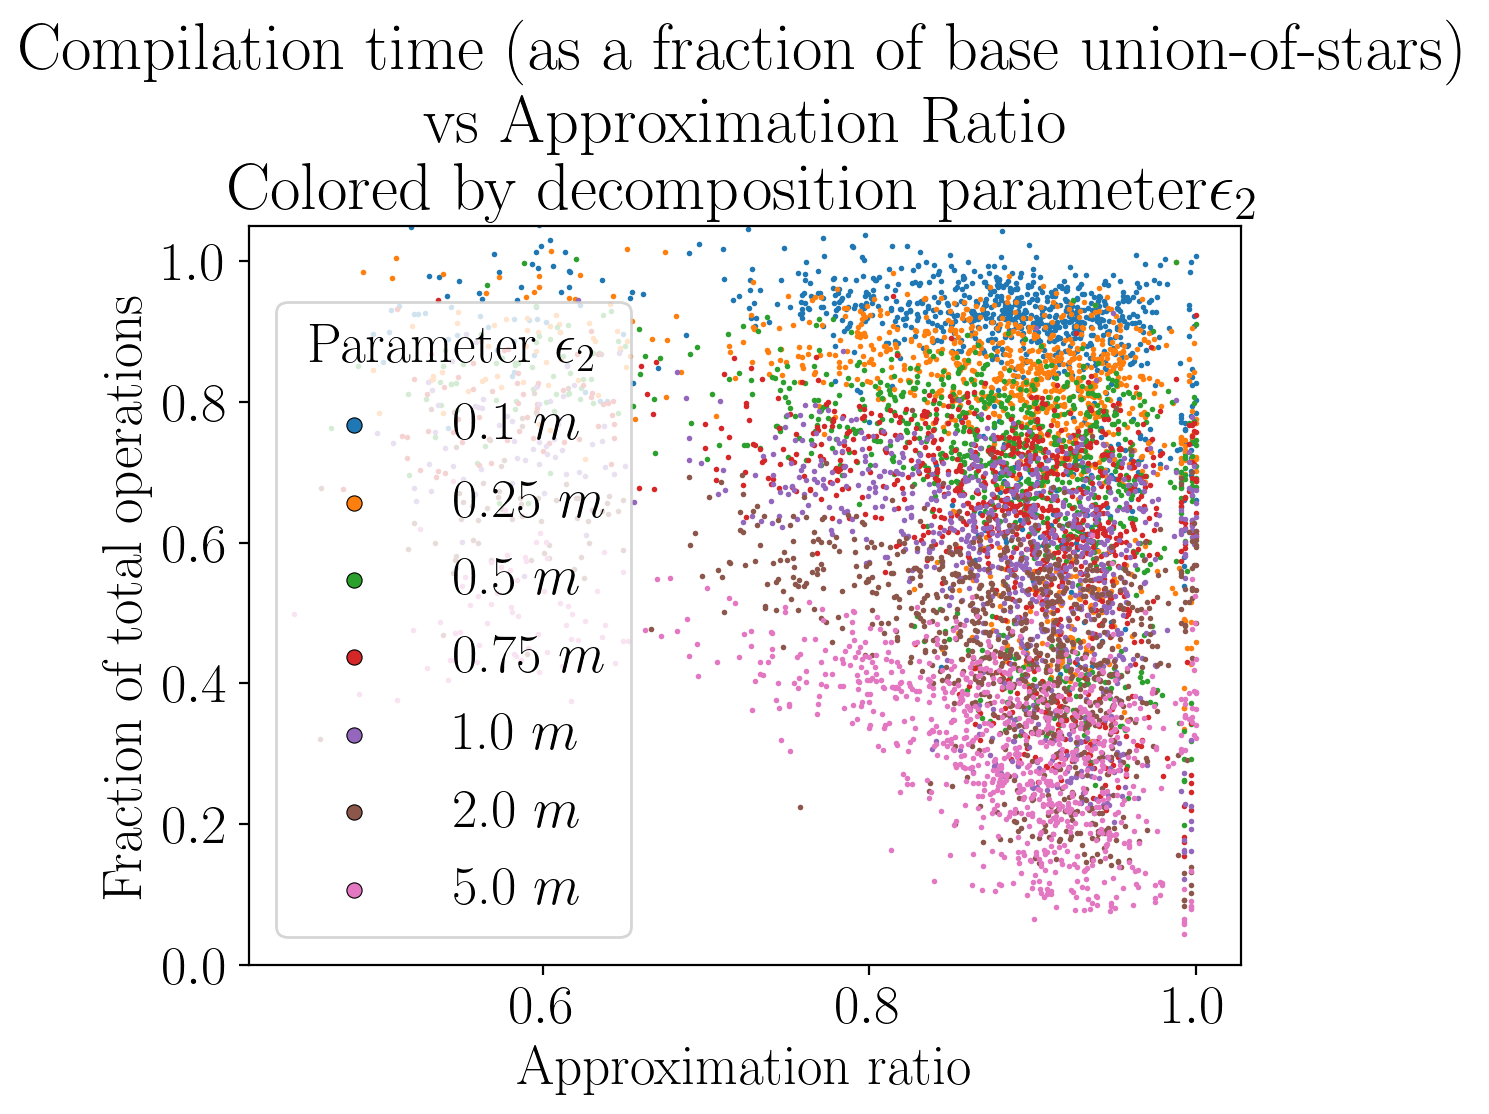 Compilation time (as a fraction of base union-of-stars)
vs Approximation Ratio
Colored by decomposition parameterϵ₂
Fraction of total operations
1.0
0.8
0.6
0.4
0.2
0.0
Parameter ϵ₂
0.1 m
0.25 m
0.5 m
0.75 m
1.0 m
2.0 m
5.0 m
0.6 0.8 1.0
Approximation ratio